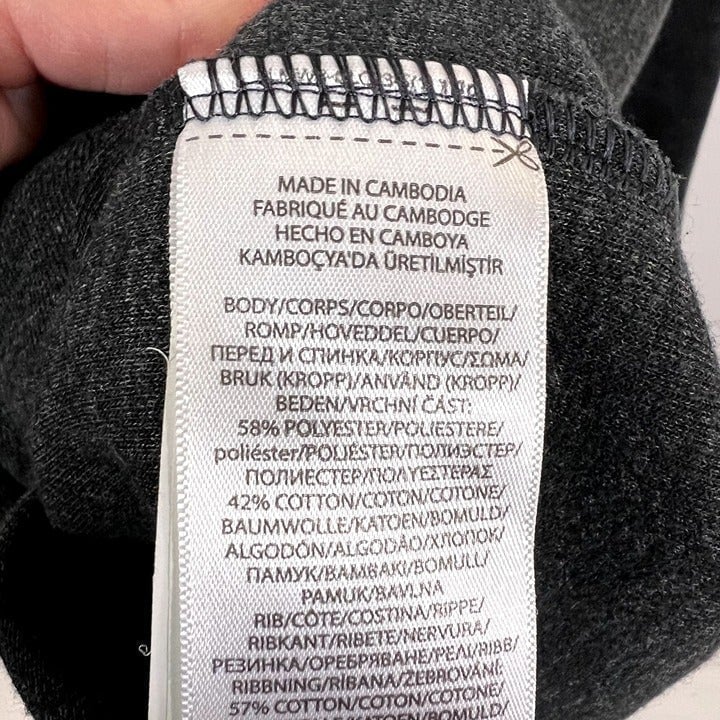 MADE IN CAMBODIA
FABRIQUÉ AU CAMBODGE
HECHO EN CAMBOYA
KAMBOÇYA'DA ÜRETİLMİŞTİR
BODY/CORPS/CORPO/OBERTEIL/
ROMP/HOVEDDEL/CUERPO/
ПЕРЕД И СПИНКА/КОРПУС/ΣΩΜΑ/
BRUK (KROPP)/ANVÄND (KROPP)/
BEDEN/VRCHNÍ ČÁST:
58% POLYESTER/POLIESTERE/
poliéster/POLIÉSTER/ПОЛИЭСТЕР/
ПОЛИЕСТЕР/ΠΟΛΥΕΣΤΕΡΑΣ
42% COTTON/COTON/COTONE/
BAUMWOLLE/KATOEN/BOMULD/
ALGODÓN/ALGODÃO/ХЛОПОК/
ПАМУК/ΒΑΜΒΑΚΙ/BOMULL/
PAMUK/BAVLNA
RIB/CÔTE/COSTINA/RIPPE/
RIBKANT/RIBETE/NERVURA/
РЕЗИНКА/ОРЕБРЯВАНЕ/ΡΕΛΙ/RIBB/
RIBBNING/RİBANA/ŽEBROVÁNÍ:
57% COTTON/COTON/COTONE/